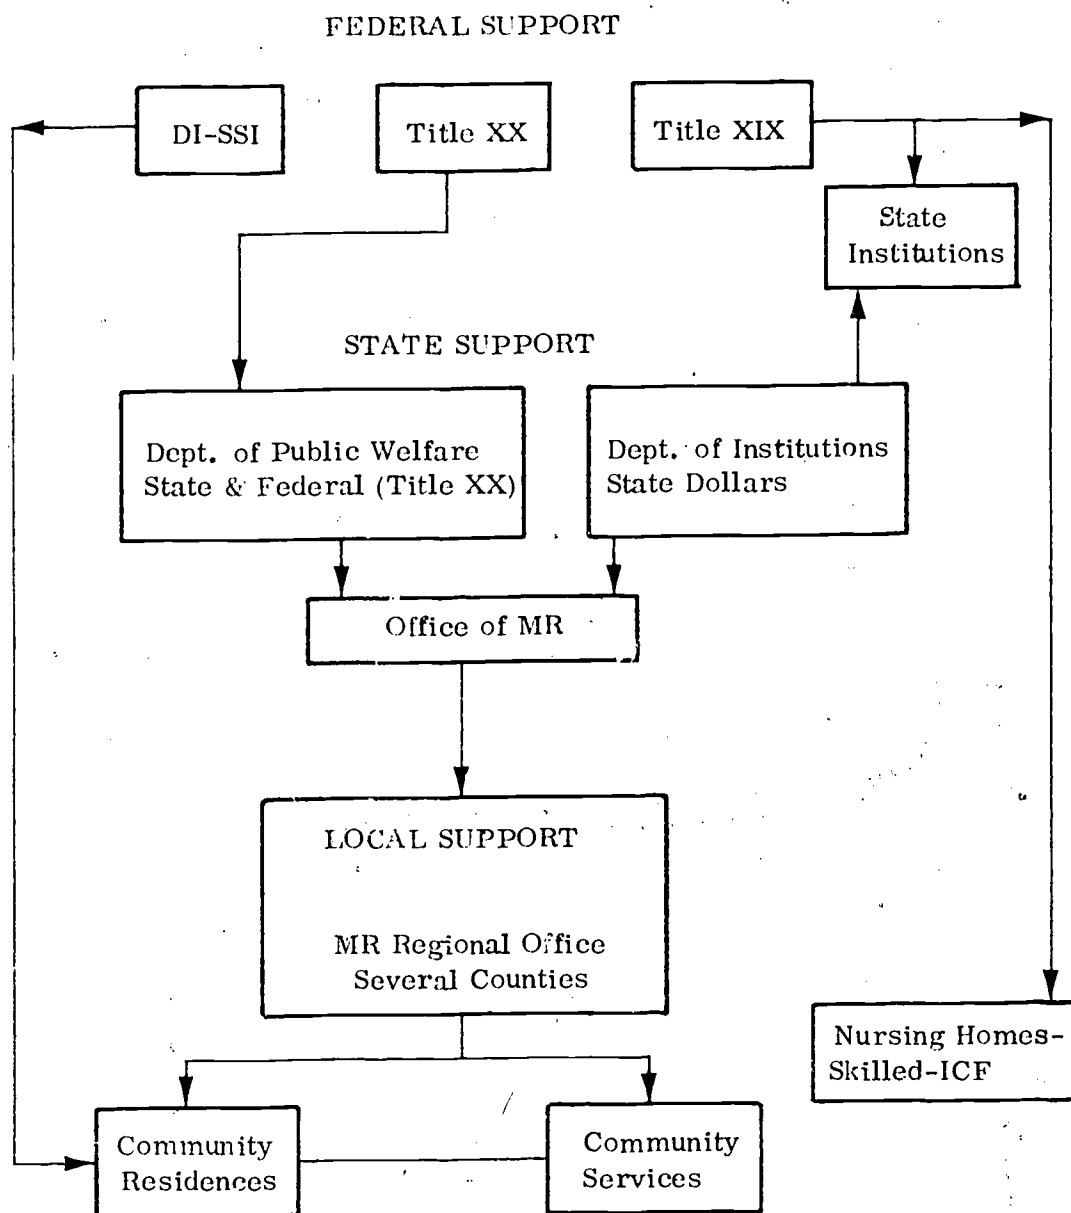 FEDERAL SUPPORT
DI-SSI
Title XX
Title XIX
State
Institutions
STATE SUPPORT
Dept. of Public Welfare
State & Federal (Title XX)
Dept. of Institutions
State Dollars
Office of MR
LOCAL SUPPORT
MR Regional Office
Several Counties
Nursing Homes-
Skilled-ICF
Community
Residences
Community
Services